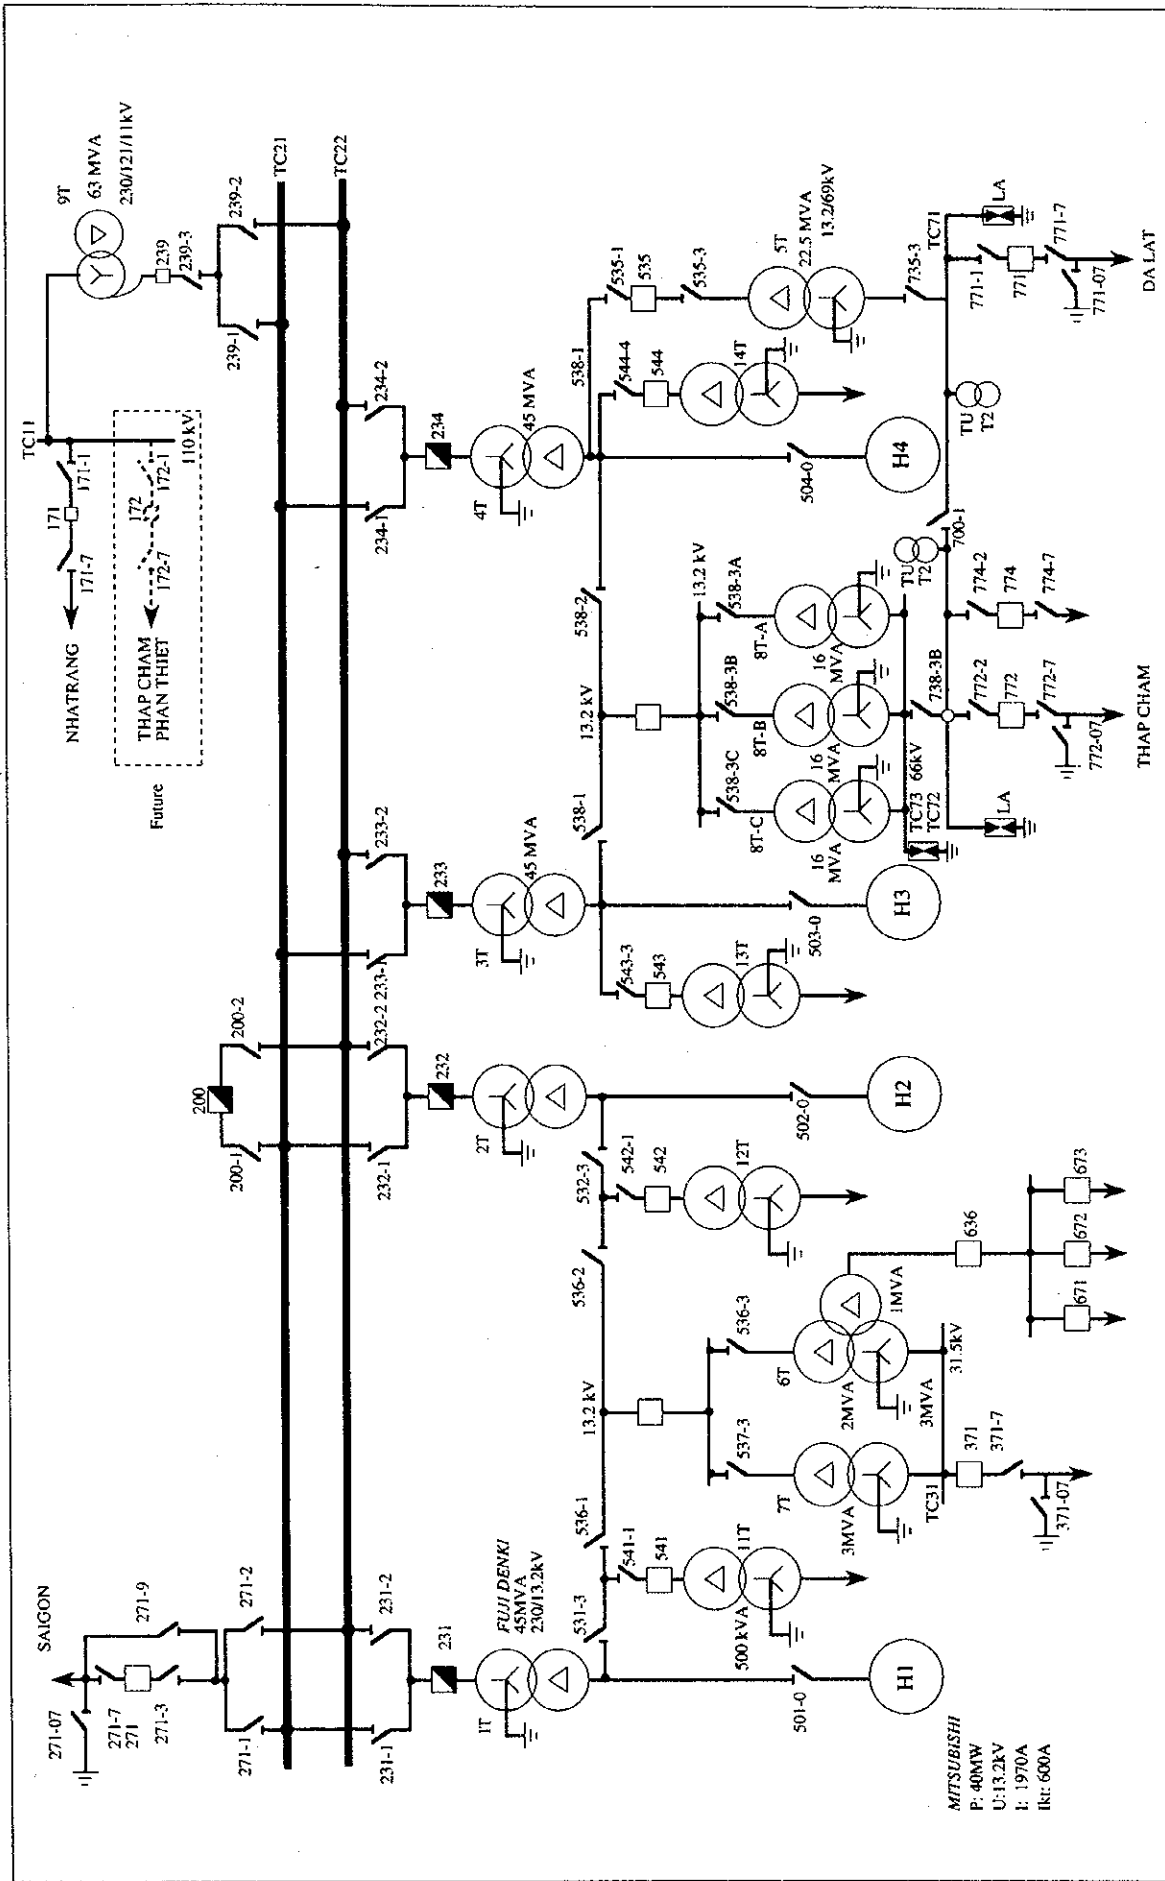 SAIGON
271-07
271-7
271
271-3
271-9
271-1
271-2
200
200-1
200-2
NHATRANG
171-7
171
171-1
TC11
THAP CHAM
PHAN THIET
172-7
172
172-1
110 kV
Future
9T
63 MVA
230/121/11kV
239
239-3
239-1
239-2
TC21
TC22
231-1
231-2
232-1
232-2
233-1
233-2
234-1
234-2
231
232
233
234
FUJI DENKI
45MVA
230/13.2kV
1T
2T
3T
45 MVA
4T
45 MVA
531-3
536-1
13.2 kV
536-2
532-3
538-1
13.2 kV
538-2
538-1
541-1
541
11T
500 kVA
542-1
542
12T
543-3
543
13T
544-4
544
14T
535-1
535
535-3
5T
22.5 MVA
13.2/69kV
735-3
537-3
536-3
7T
3MVA
6T
2MVA
1MVA
3MVA
TC31
31.5kV
371
371-7
371-07
636
671
672
673
13.2 kV
538-3C
538-3B
538-3A
8T-C
8T-B
8T-A
16
MVA
16
MVA
16
MVA
TC73
TC72
66kV
738-3B
LA
TU
T2
700-1
TU
T2
TC71
LA
772-2
772
772-7
772-07
774-2
774
774-7
771-1
771
771-7
771-07
THAP CHAM
DA LAT
501-0
502-0
503-0
504-0
H1
H2
H3
H4
MITSUBISHI
P: 40MW
U:13.2kV
I: 1970A
Ikt: 600A